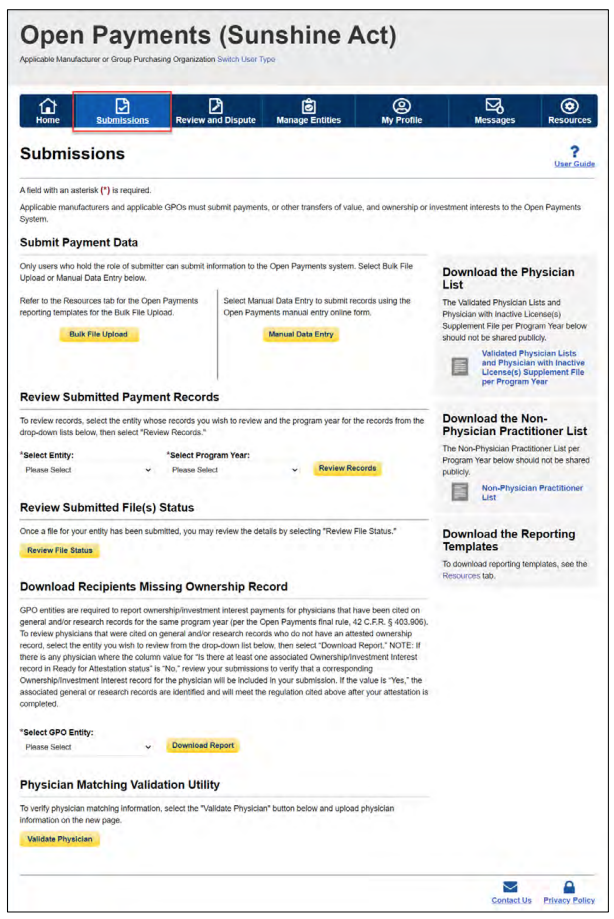 Open Payments (Sunshine Act)
Applicable Manufacturer or Group Purchasing Organization Switch User Type
Home
Submissions
Review and Dispute
Manage Entities
My Profile
Messages
Resources
Submissions
?
User Guide
A field with an asterisk (*) is required.
Applicable manufacturers and applicable GPOs must submit payments, or other transfers of value, and ownership or investment interests to the Open Payments
System.
Submit Payment Data
Only users who hold the role of submitter can submit information to the Open Payments system. Select Bulk File
Upload or Manual Data Entry below.
Refer to the Resources tab for the Open Payments
reporting templates for the Bulk File Upload.
Bulk File Upload
Select Manual Data Entry to submit records using the
Open Payments manual entry online form.
Manual Data Entry
Review Submitted Payment Records
To review records, select the entity whose records you wish to review and the program year for the records from the
drop-down lists below, then select "Review Records."
*Select Entity:
Please Select
*Select Program Year:
Please Select
Review Records
Review Submitted File(s) Status
Once a file for your entity has been submitted, you may review the details by selecting "Review File Status."
Review File Status
Download Recipients Missing Ownership Record
GPO entities are required to report ownership/investment interest payments for physicians that have been cited on
general and/or research records for the same program year (per the Open Payments final rule, 42 C.F.R. § 403.906).
To review physicians that were cited on general and/or research records who do not have an attested ownership
record, select the entity you wish to review from the drop-down list below, then select "Download Report." NOTE: If
there is any physician where the column value for "Is there at least one associated Ownership/Investment Interest
record in Ready for Attestation status" is "No," review your submissions to verify that a corresponding
Ownership/Investment Interest record for the physician will be included in your submission. If the value is "Yes," the
associated general or research records are identified and will meet the regulation cited above after your attestation is
completed.
*Select GPO Entity:
Please Select
Download Report
Physician Matching Validation Utility
To verify physician matching information, select the "Validate Physician" button below and upload physician
information on the new page.
Validate Physician
Download the Physician
List
The Validated Physician Lists and
Physician with Inactive License(s)
Supplement File per Program Year below
should not be shared publicly.
Validated Physician Lists
and Physician with Inactive
License(s) Supplement File
per Program Year
Download the Non-
Physician Practitioner List
The Non-Physician Practitioner List per
Program Year below should not be shared
publicly.
Non-Physician Practitioner
List
Download the Reporting
Templates
To download reporting templates, see the
Resources tab.
Contact Us
Privacy Policy